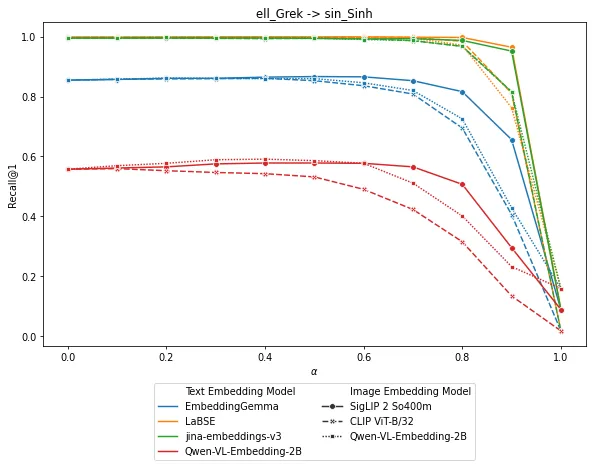 ell_Grek -> sin_Sinh
1.0
0.8
0.6
0.4
0.2
0.0
Recall@1
0.0 0.2 0.4 0.6 0.8 1.0
α
Text Embedding Model
EmbeddingGemma
LaBSE
jina-embeddings-v3
Qwen-VL-Embedding-2B
Image Embedding Model
SigLIP 2 So400m
CLIP ViT-B/32
Qwen-VL-Embedding-2B